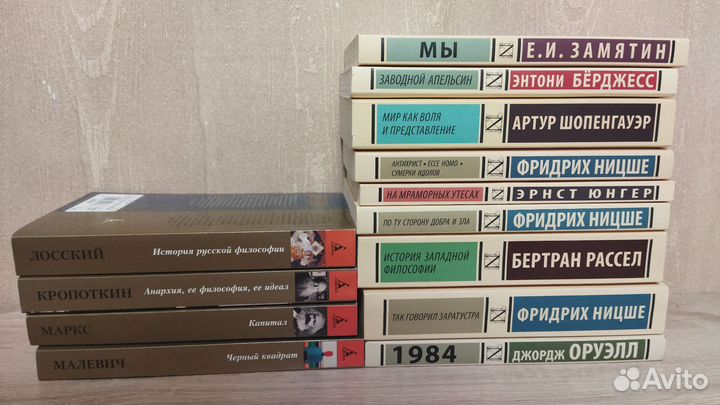 МЫ
Е.И. ЗАМЯТИН
ЗАВОДНОЙ АПЕЛЬСИН
ЭНТОНИ БЁРДЖЕСС
МИР КАК ВОЛЯ
И ПРЕДСТАВЛЕНИЕ
АРТУР ШОПЕНГАУЭР
АНТИХРИСТ • ECCE HOMO •
СУМЕРКИ ИДОЛОВ
ФРИДРИХ НИЦШЕ
НА МРАМОРНЫХ УТЕСАХ
ЭРНСТ ЮНГЕР
ПО ТУ СТОРОНУ ДОБРА И ЗЛА
ФРИДРИХ НИЦШЕ
ИСТОРИЯ ЗАПАДНОЙ
ФИЛОСОФИИ
БЕРТРАН РАССЕЛ
ТАК ГОВОРИЛ ЗАРАТУСТРА
ФРИДРИХ НИЦШЕ
1984
ДЖОРДЖ ОРУЭЛЛ
ЛОССКИЙ
История русской философии
КРОПОТКИН
Анархия, ее философия, ее идеал
МАРКС
Капитал
МАЛЕВИЧ
Черный квадрат
Avito